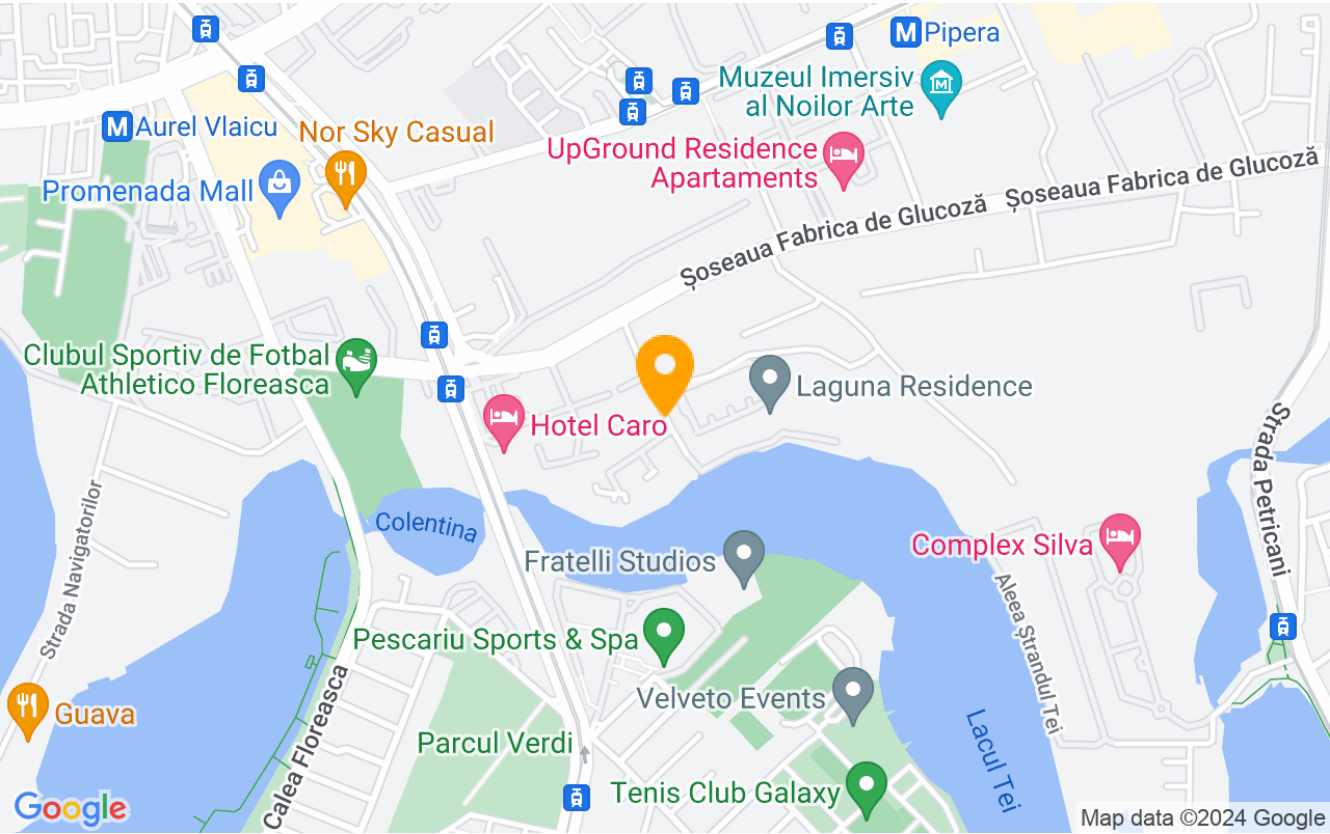 M Pipera
Muzeul Imersiv
al Noilor Arte
M Aurel Vlaicu
Nor Sky Casual
UpGround Residence
Apartaments
Promenada Mall
Șoseaua Fabrica de Glucoză
Șoseaua Fabrica de Glucoză
Clubul Sportiv de Fotbal
Athletico Floreasca
Laguna Residence
Hotel Caro
Strada Petricani
Colentina
Strada Navigatorilor
Fratelli Studios
Complex Silva
Aleea Ștrandul Tei
Pescariu Sports & Spa
Velveto Events
Guava
Calea Floreasca
Parcul Verdi
Lacul Tei
Tenis Club Galaxy
Google
Map data ©2024 Google